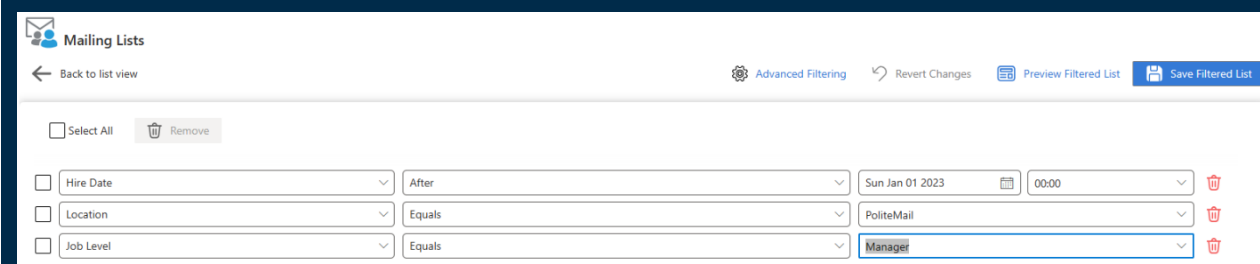 Mailing Lists
Back to list view Advanced Filtering Revert Changes Preview Filtered List Save Filtered List
Select All Remove
Hire Date After Sun Jan 01 2023 00:00
Location Equals PoliteMail
Job Level Equals Manager